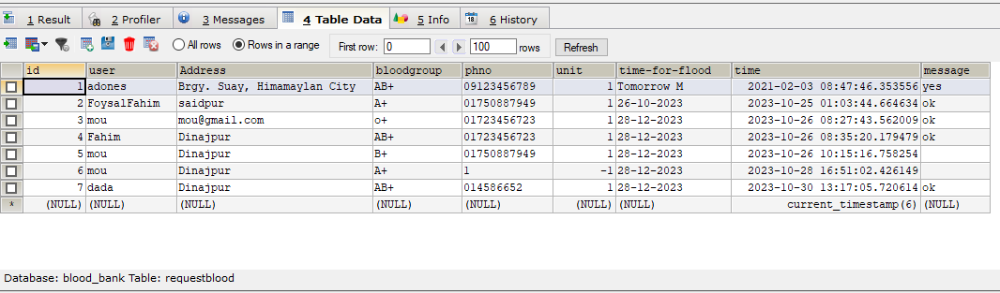 1 Result 2 Profiler 3 Messages 4 Table Data 5 Info 6 History
All rows Rows in a range First row: 0 100 rows Refresh
id user Address bloodgroup phno unit time-for-flood time message
1 adones Brgy. Suay, Himamaylan City AB+ 09123456789 1 Tomorrow M 2021-02-03 08:47:46.353556 yes
2 FoysalFahim saidpur A+ 01750887949 1 26-10-2023 2023-10-25 01:03:44.664634 ok
3 mou mou@gmail.com o+ 01723456723 1 28-12-2023 2023-10-26 08:27:43.562009 ok
4 Fahim Dinajpur AB+ 01723456723 1 28-12-2023 2023-10-26 08:35:20.179479 ok
5 mou Dinajpur B+ 01750887949 1 28-12-2023 2023-10-26 10:15:16.758254
6 mou Dinajpur A+ 1 -1 28-12-2023 2023-10-28 16:51:02.426149
7 dada Dinajpur AB+ 014586652 1 28-12-2023 2023-10-30 13:17:05.720614 ok
* (NULL) (NULL) (NULL) (NULL) (NULL) (NULL) (NULL) current_timestamp(6) (NULL)
Database: blood_bank Table: requestblood